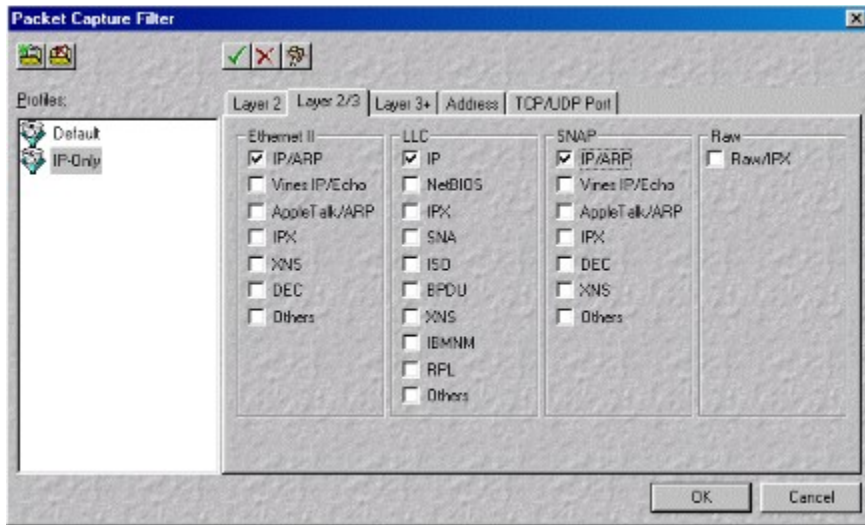 Packet Capture Filter
Profiles:
Default
IP-Only
Layer 2
Layer 2/3
Layer 3+
Address
TCP/UDP Port
Ethernet II
IP/ARP
Vines IP/Echo
AppleTalk/ARP
IPX
XNS
DEC
Others
LLC
IP
NetBIOS
IPX
SNA
ISO
BPDU
XNS
IBMNM
RPL
Others
SNAP
IP/ARP
Vines IP/Echo
AppleTalk/ARP
IPX
DEC
XNS
Others
Raw
Raw/IPX
OK
Cancel